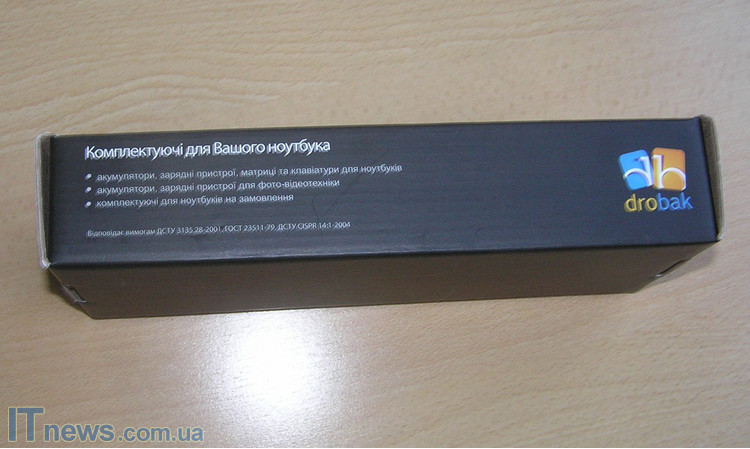 Комплектуючі для Вашого ноутбука
акумулятори, зарядні пристрої, матриці та клавіатури для ноутбуків
акумулятори, зарядні пристрої для фото-відеотехніки
комплектуючі для ноутбуків на замовлення
Відповідає вимогам ДСТУ 3135.28-2001, ГОСТ 23511-79, ДСТУ CISPR 14:1-2004
drobak
ITnews.com.ua